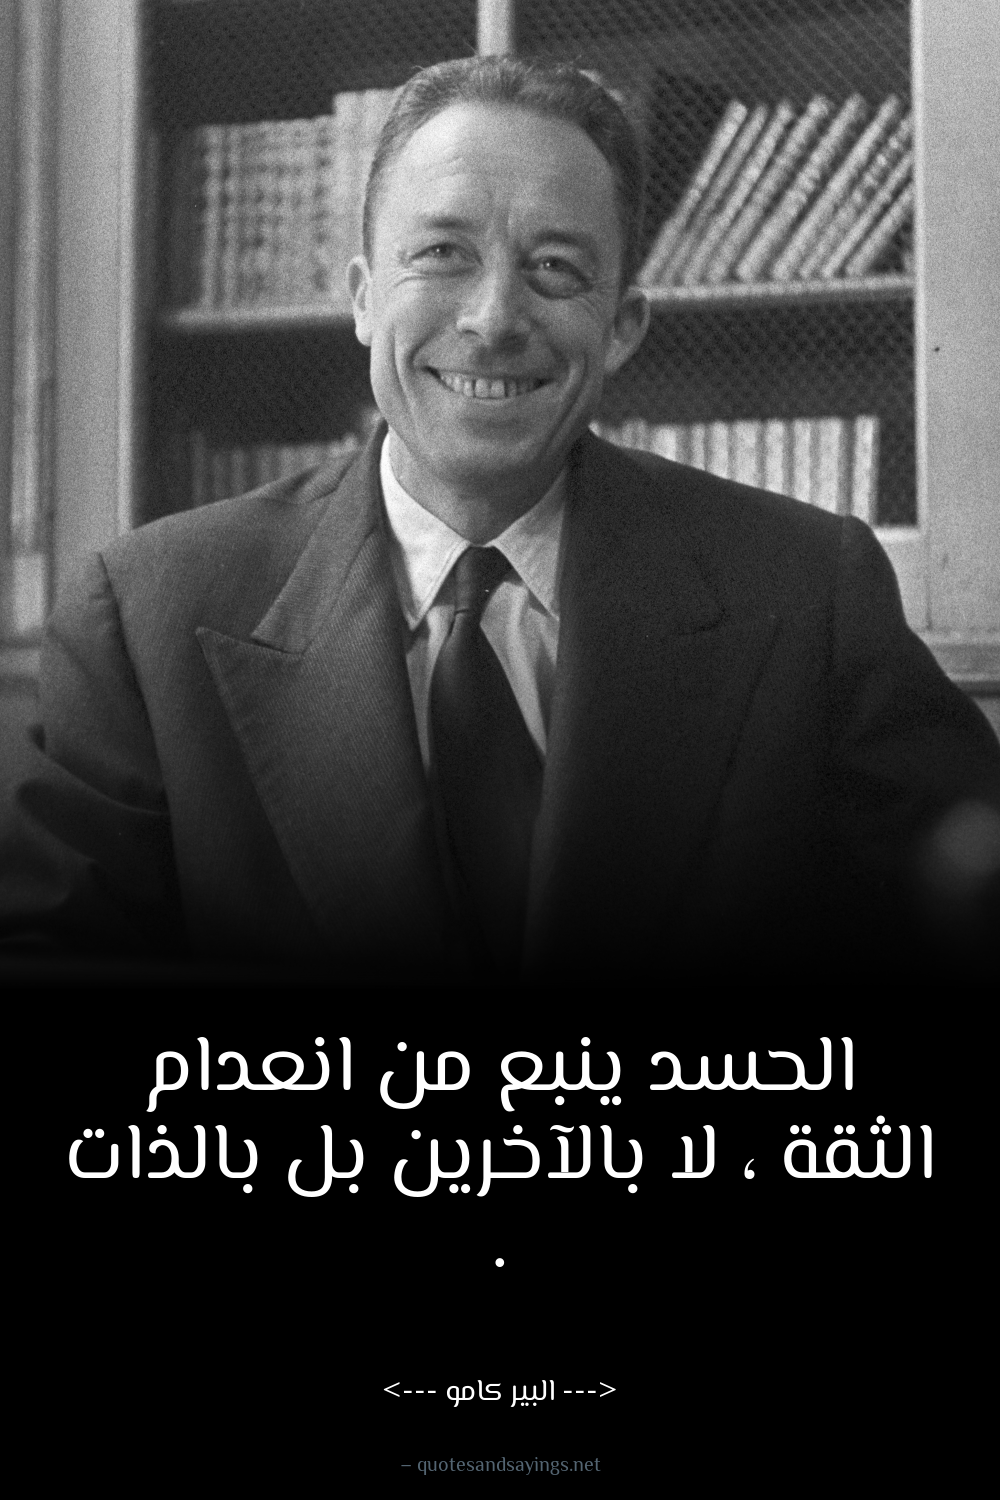 الحسد ينبع من انعدام
الثقة ، لا بالآخرين بل بالذات
.
<--- البير كامو --->
– quotesandsayings.net